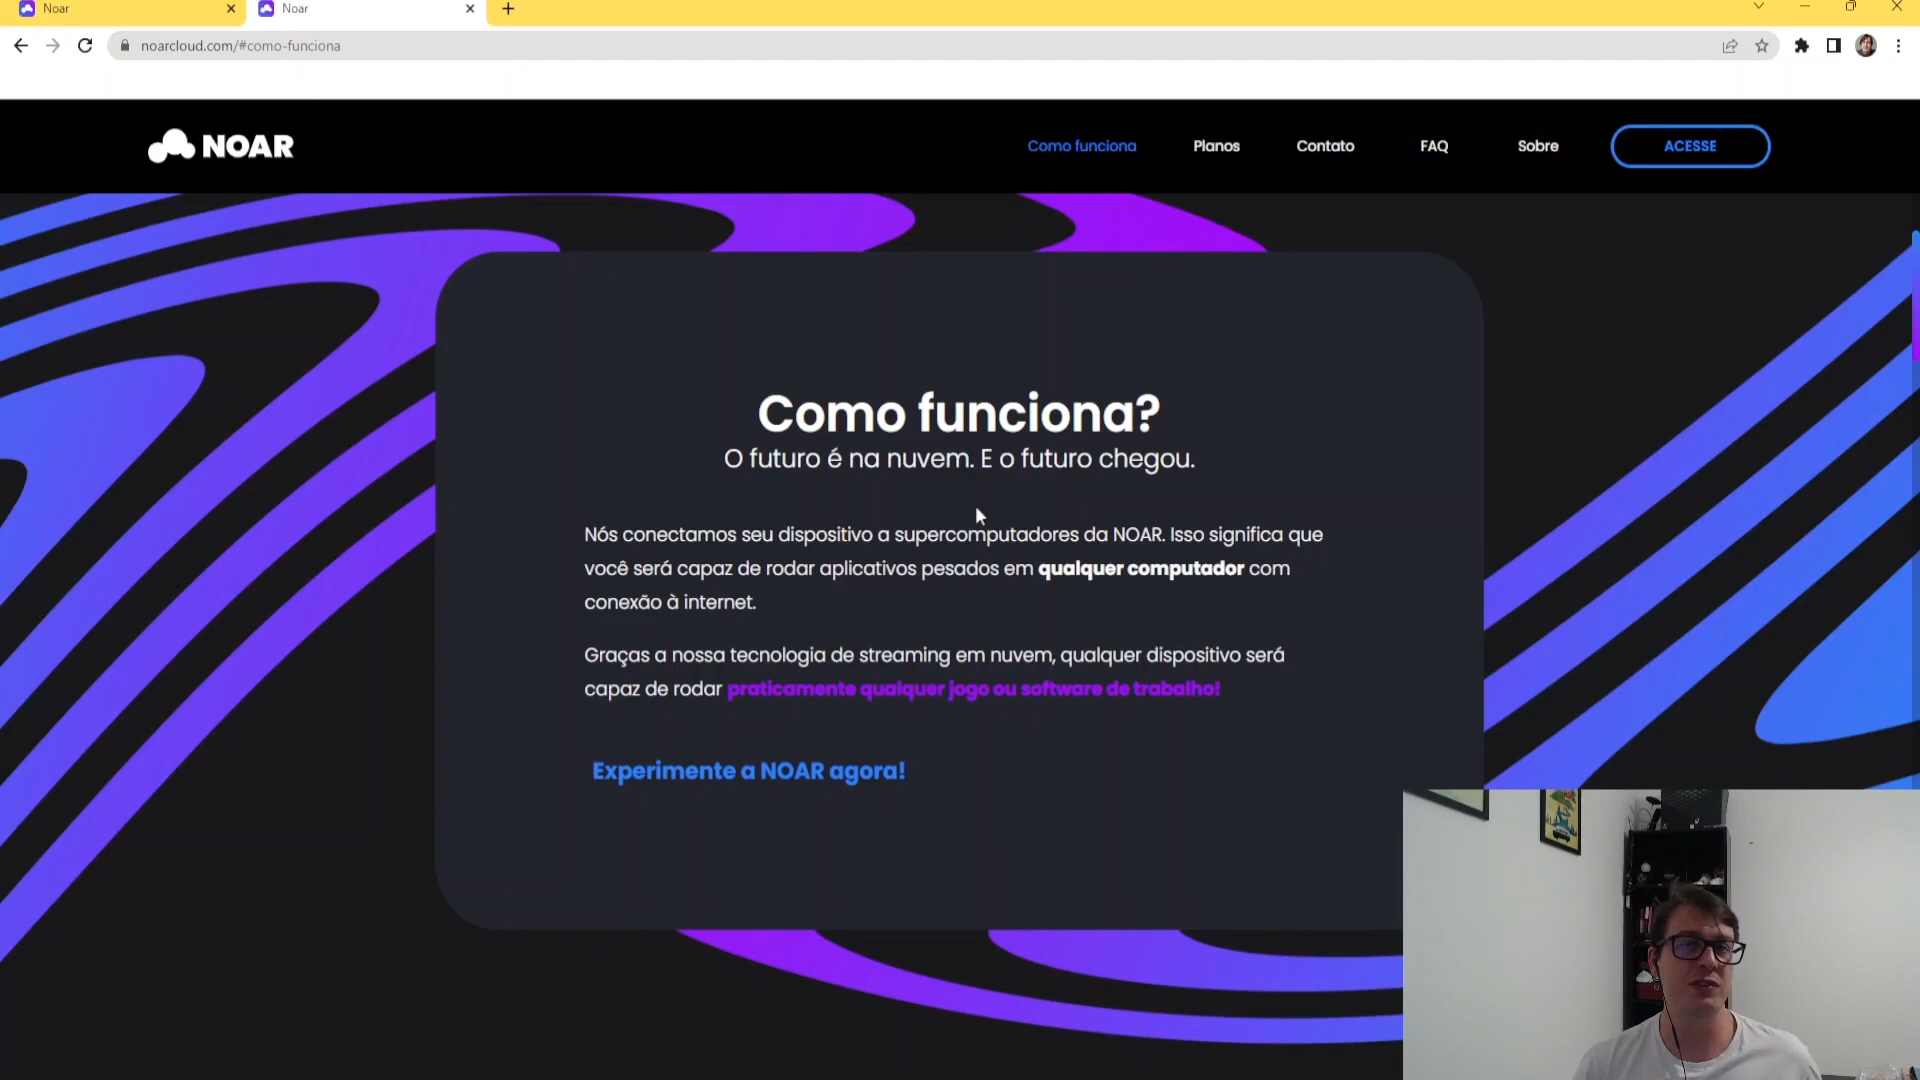 Noar
Noar
noarcloud.com/#como-funciona
NOAR
Como funciona
Planos
Contato
FAQ
Sobre
ACESSE
Como funciona?
O futuro é na nuvem. E o futuro chegou.
Nós conectamos seu dispositivo a supercomputadores da NOAR. Isso significa que
você será capaz de rodar aplicativos pesados em qualquer computador com
conexão à internet.
Graças a nossa tecnologia de streaming em nuvem, qualquer dispositivo será
capaz de rodar praticamente qualquer jogo ou software de trabalho!
Experimente a NOAR agora!